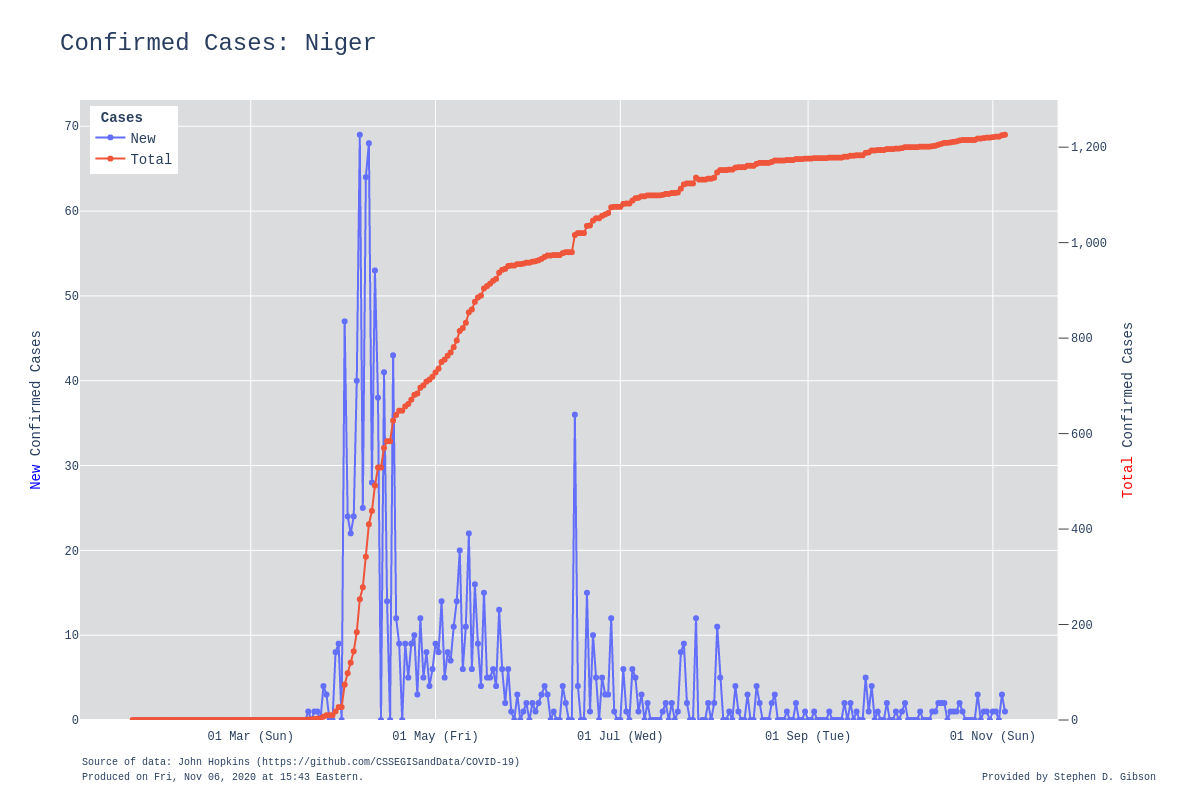 Confirmed Cases: Niger
Cases
New
Total
70
60
50
40
30
20
10
0
1,200
1,000
800
600
400
200
0
New Confirmed Cases
Total Confirmed Cases
01 Mar (Sun)
01 May (Fri)
01 Jul (Wed)
01 Sep (Tue)
01 Nov (Sun)
Source of data: John Hopkins (https://github.com/CSSEGISandData/COVID-19)
Produced on Fri, Nov 06, 2020 at 15:43 Eastern.
Provided by Stephen D. Gibson